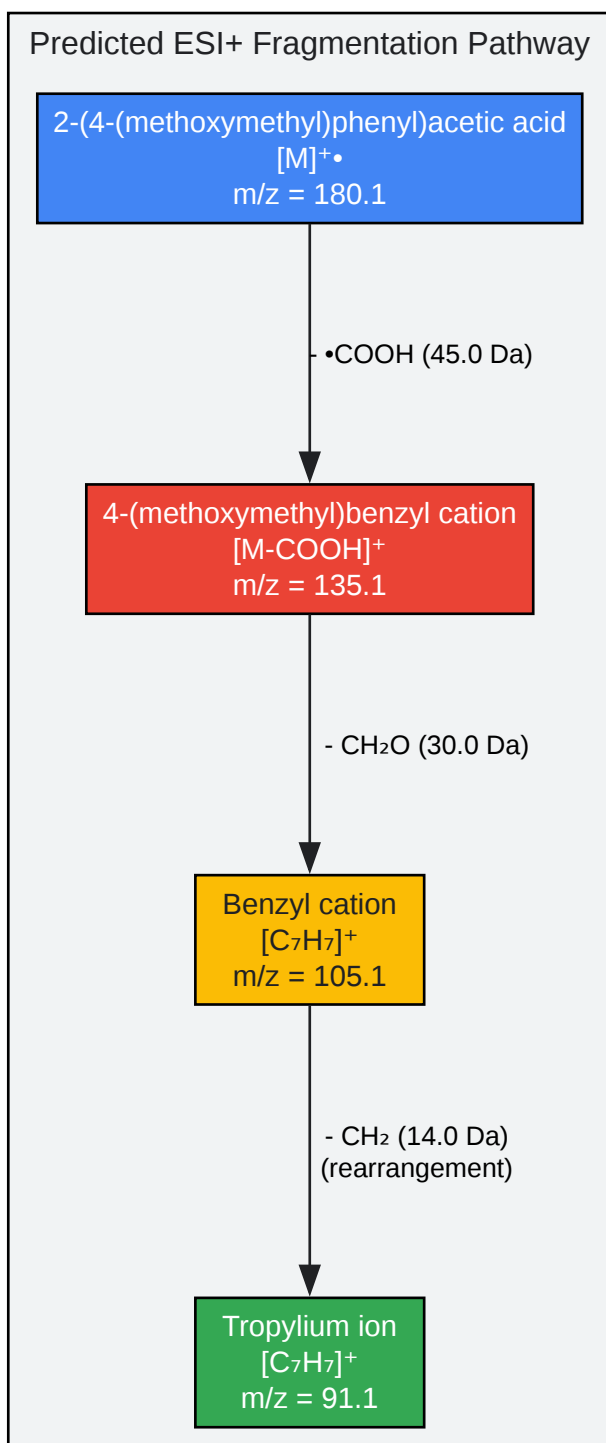 Predicted ESI+ Fragmentation Pathway
2-(4-(methoxymethyl)phenyl)acetic acid
[M]⁺•
m/z = 180.1
- •COOH (45.0 Da)
4-(methoxymethyl)benzyl cation
[M-COOH]⁺
m/z = 135.1
- CH₂O (30.0 Da)
Benzyl cation
[C₇H₇]⁺
m/z = 105.1
- CH₂ (14.0 Da)
(rearrangement)
Tropylium ion
[C₇H₇]⁺
m/z = 91.1